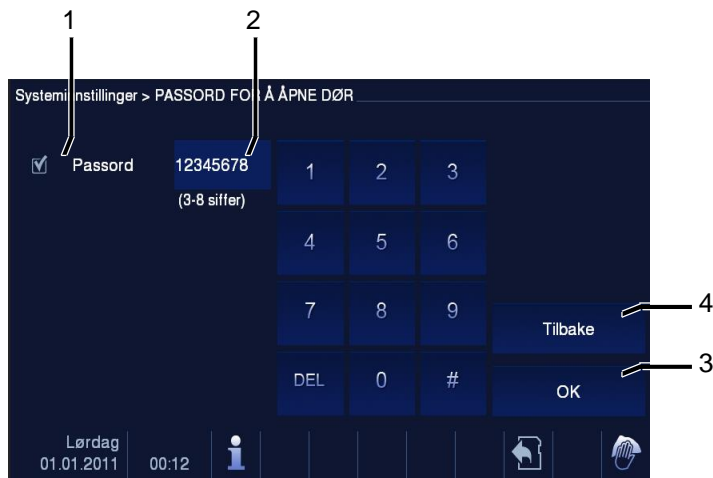 1 2
Systeminnstillinger > PASSORD FOR Å ÅPNE DØR
Passord 12345678
(3-8 siffer)
1 2 3
4 5 6
7 8 9
DEL 0 #
Tilbake 4
OK 3
Lørdag
01.01.2011 00:12 i